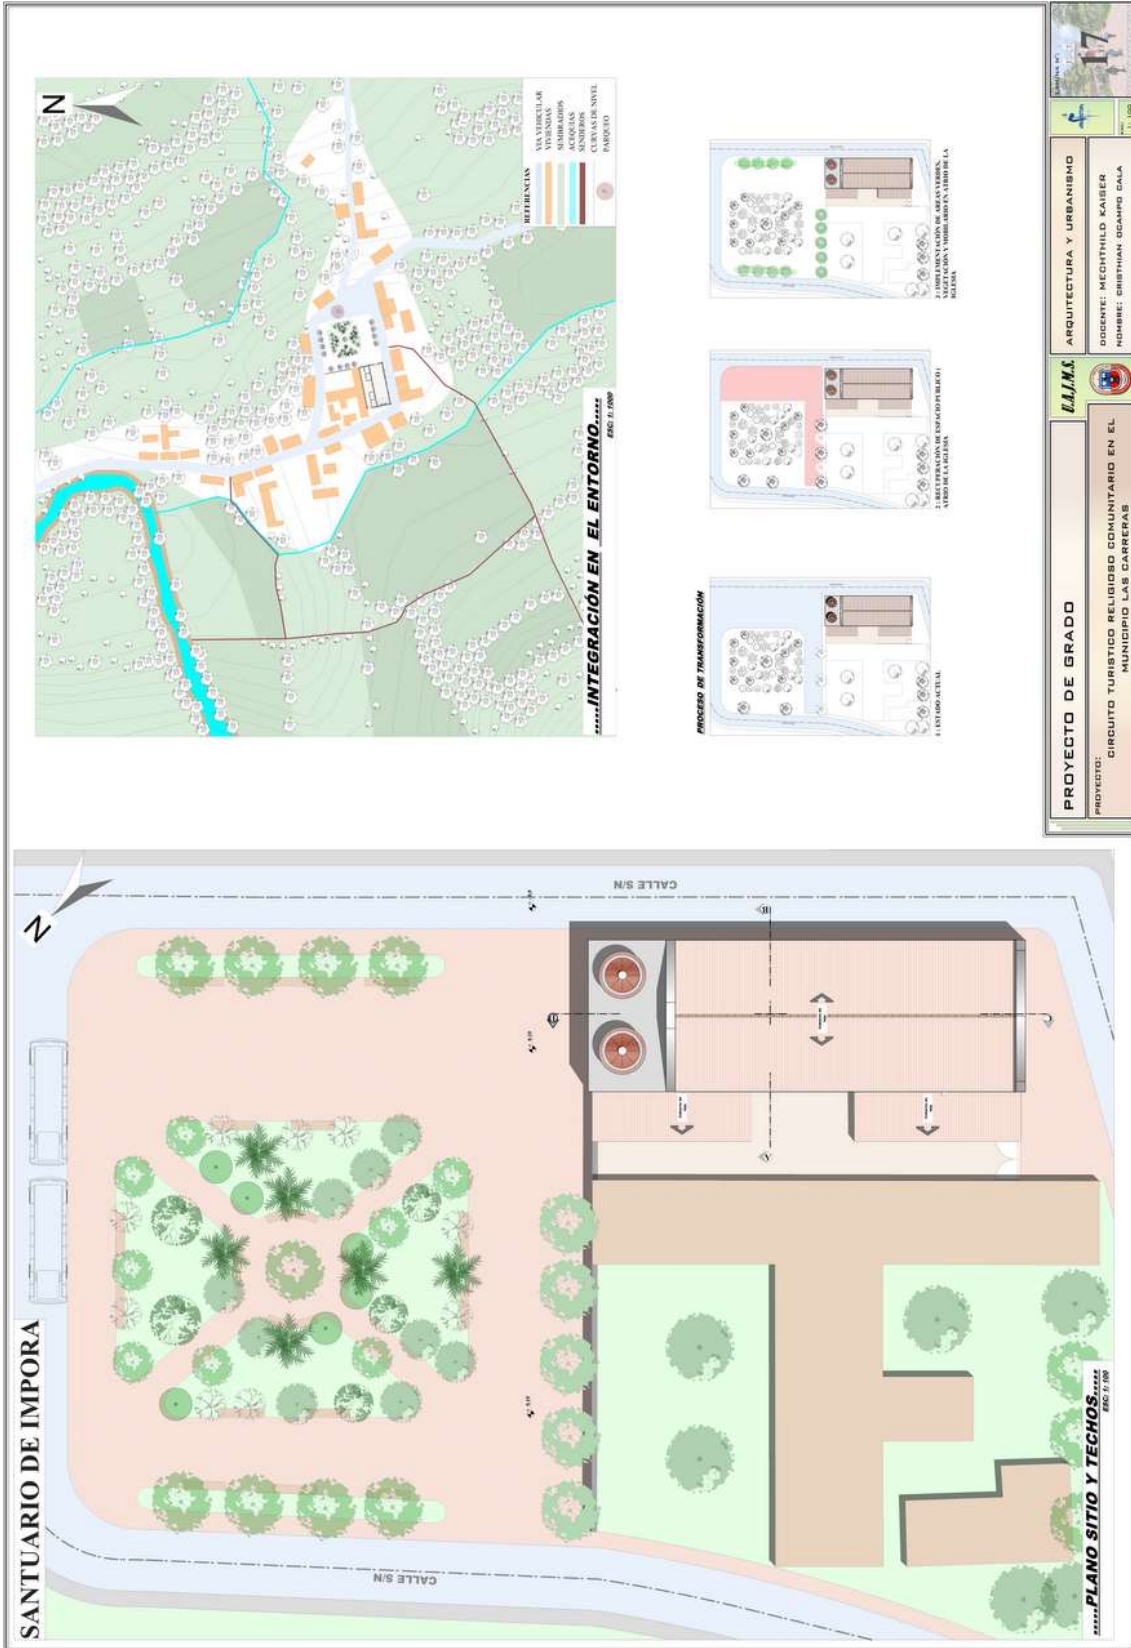 SANTUARIO DE IMPORA
N
CALLE S/N
CALLE S/N
.....PLANO SITIO Y TECHOS.....
ESC: 1: 100
N
REFERENCIAS
VIA VEHICULAR
VIVIENDAS
SEMBRADIOS
ACEQUIAS
SENDEROS
CURVAS DE NIVEL
PARQUEO
.....INTEGRACIÓN EN EL ENTORNO.....
ESC: 1: 1000
PROCESO DE TRANSFORMACIÓN
1: ESTADO ACTUAL
2: RECUPERACIÓN DE ESPACIO PUBLICO:
ATRIO DE LA IGLESIA
3: IMPLEMENTACIÓN DE AREAS VERDES,
VEGETACIÓN Y MOBILIARIO EN ATRIO DE LA
IGLESIA
PROYECTO DE GRADO
PROYECTO:
CIRCUITO TURISTICO RELIGIOSO COMUNITARIO EN EL
MUNICIPIO LAS CARRERAS
U.A.J.M.S.
ARQUITECTURA Y URBANISMO
DOCENTE: MECHTHILD KAISER
NOMBRE: CRISTHIAN OCAMPO CALA
LAMINA N°:
17
1: 100